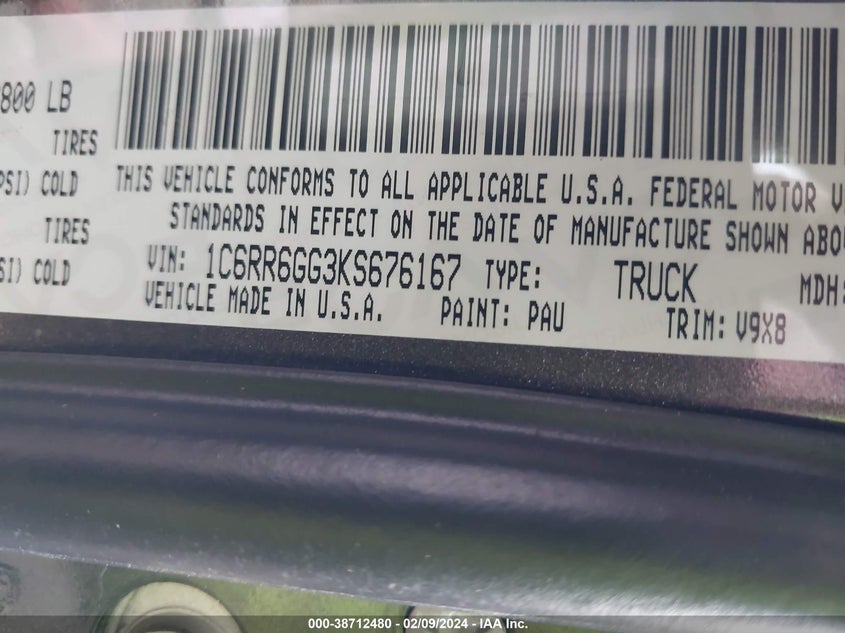 800 LB
TIRES
PSI) COLD
TIRES
SI) COLD
THIS VEHICLE CONFORMS TO ALL APPLICABLE U.S.A. FEDERAL MOTOR V
STANDARDS IN EFFECT ON THE DATE OF MANUFACTURE SHOWN ABO
VIN: 1C6RR6GG3KS676167 TYPE: TRUCK MDH:
VEHICLE MADE IN U.S.A. PAINT: PAU TRIM: V9X8
000-38712480 - 02/09/2024 - IAA Inc.